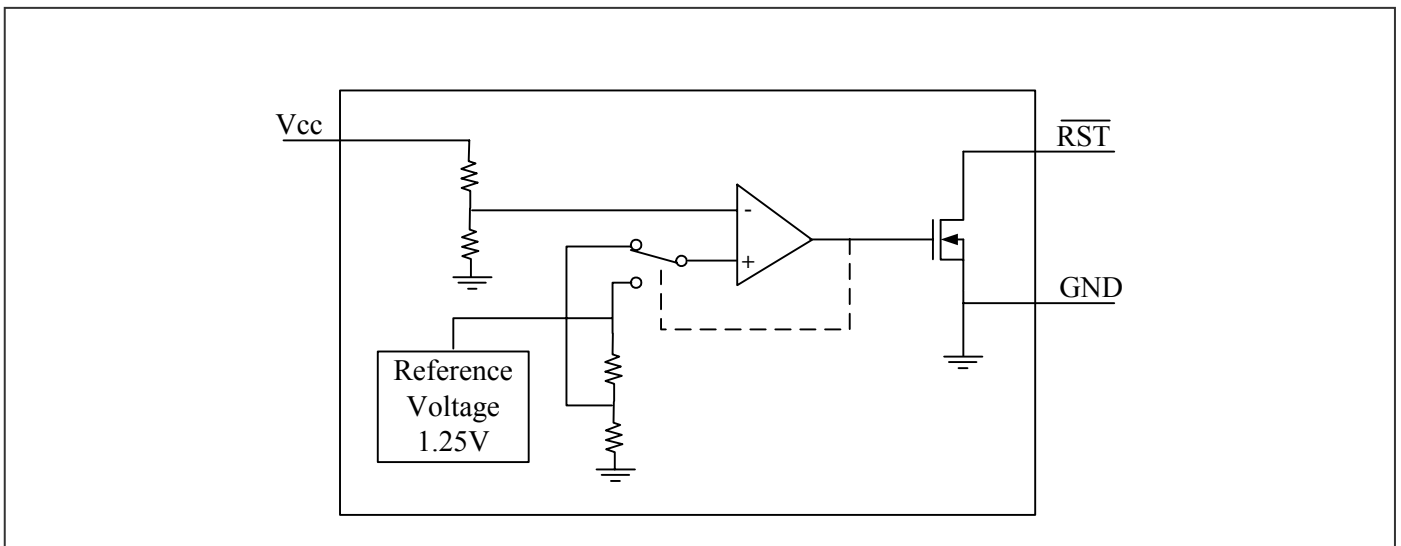 Vcc
RST
-
+
GND
Reference
Voltage
1.25V